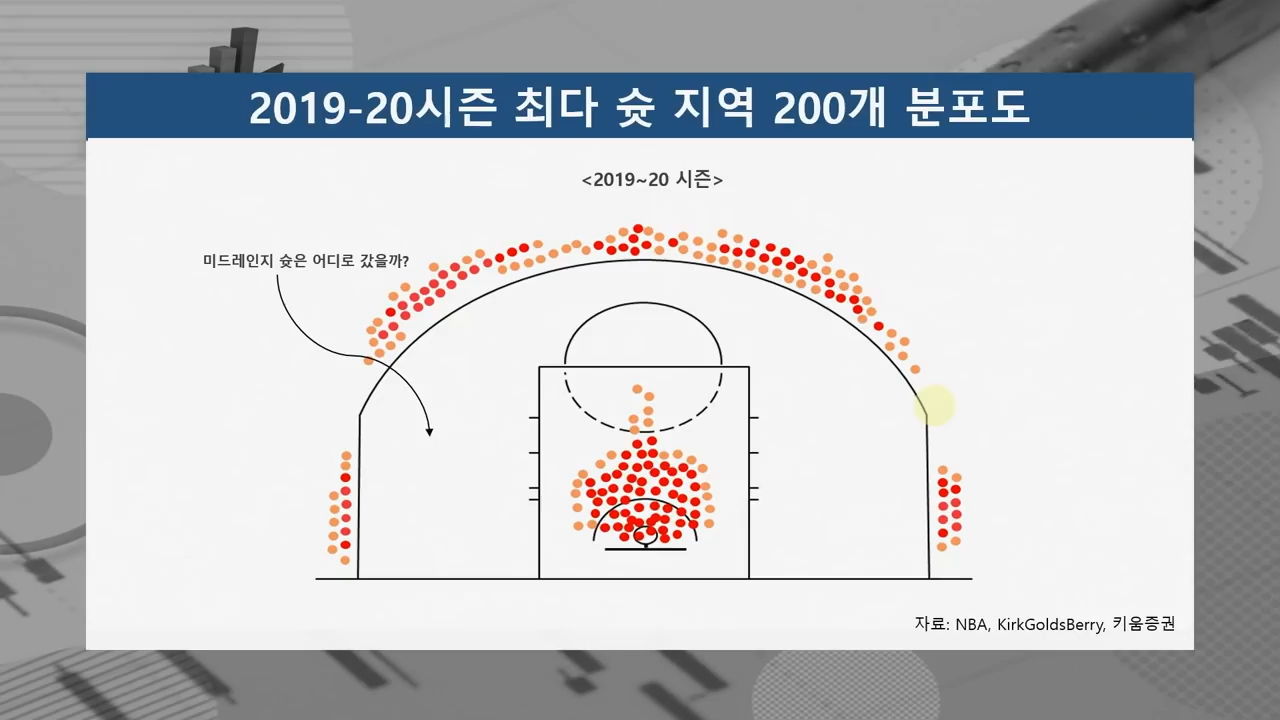 2019-20시즌 최다 슛 지역 200개 분포도
<2019~20 시즌>
미드레인지 슛은 어디로 갔을까?
자료: NBA, KirkGoldsBerry, 키움증권